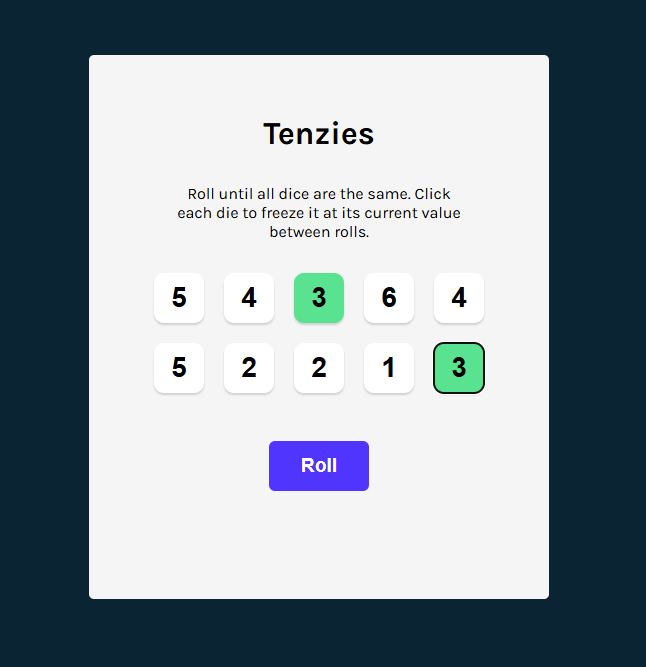 Tenzies
Roll until all dice are the same. Click
each die to freeze it at its current value
between rolls.
5 4 3 6 4
5 2 2 1 3
Roll